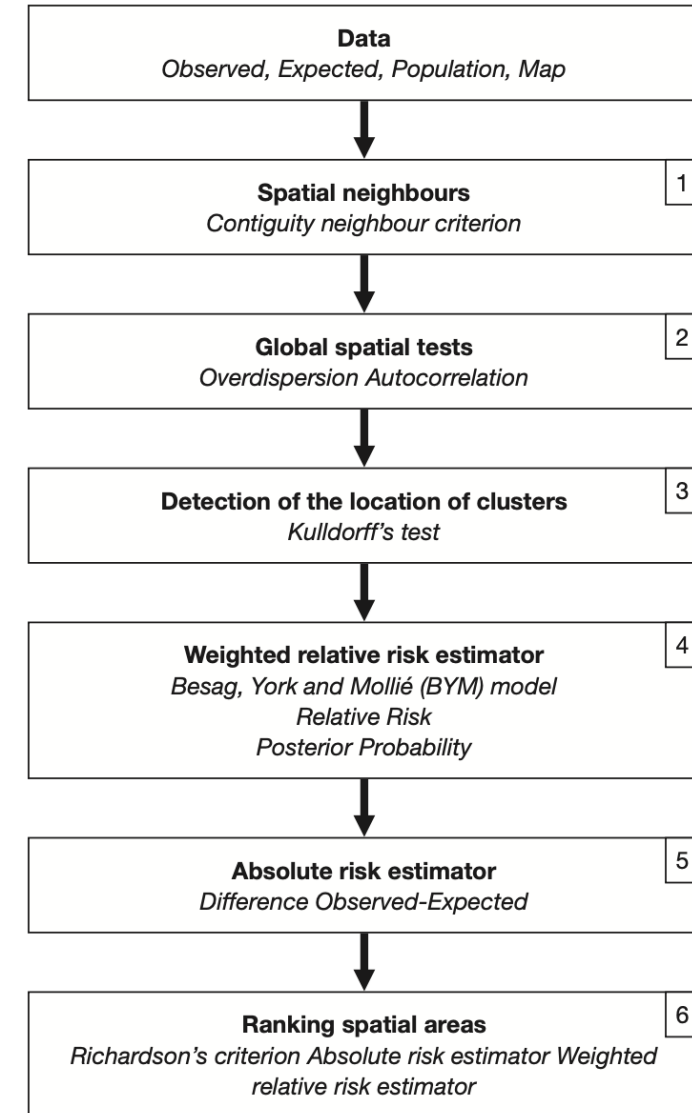 Data
Observed, Expected, Population, Map
1
Spatial neighbours
Contiguity neighbour criterion
2
Global spatial tests
Overdispersion Autocorrelation
3
Detection of the location of clusters
Kulldorff’s test
4
Weighted relative risk estimator
Besag, York and Mollié (BYM) model
Relative Risk
Posterior Probability
5
Absolute risk estimator
Difference Observed-Expected
6
Ranking spatial areas
Richardson’s criterion Absolute risk estimator Weighted
relative risk estimator